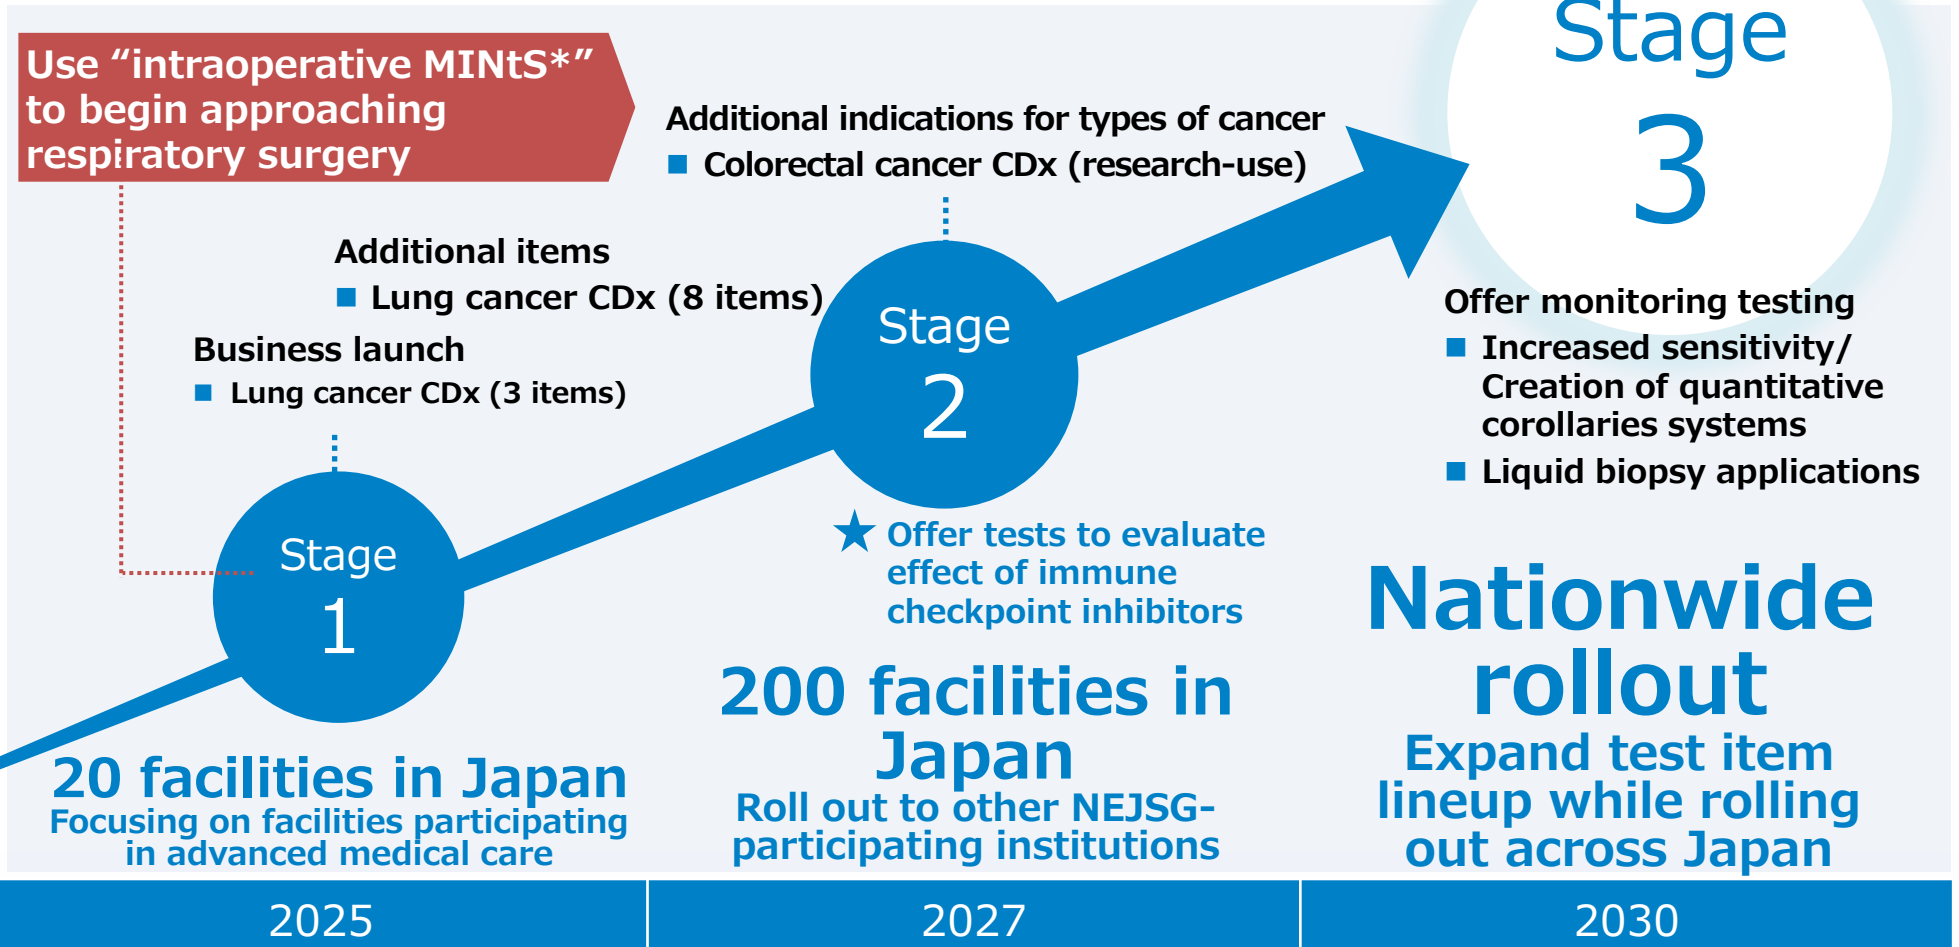 Use “intraoperative MINtS*”
to begin approaching
respiratory surgery
Business launch
■ Lung cancer CDx (3 items)
Additional items
■ Lung cancer CDx (8 items)
Stage
1
20 facilities in Japan
Focusing on facilities participating
in advanced medical care
Additional indications for types of cancer
■ Colorectal cancer CDx (research-use)
Stage
2
★ Offer tests to evaluate
effect of immune
checkpoint inhibitors
200 facilities in
Japan
Roll out to other NEJSG-
participating institutions
Stage
3
Offer monitoring testing
■ Increased sensitivity/
Creation of quantitative
corollaries systems
■ Liquid biopsy applications
Nationwide
rollout
Expand test item
lineup while rolling
out across Japan
2025
2027
2030